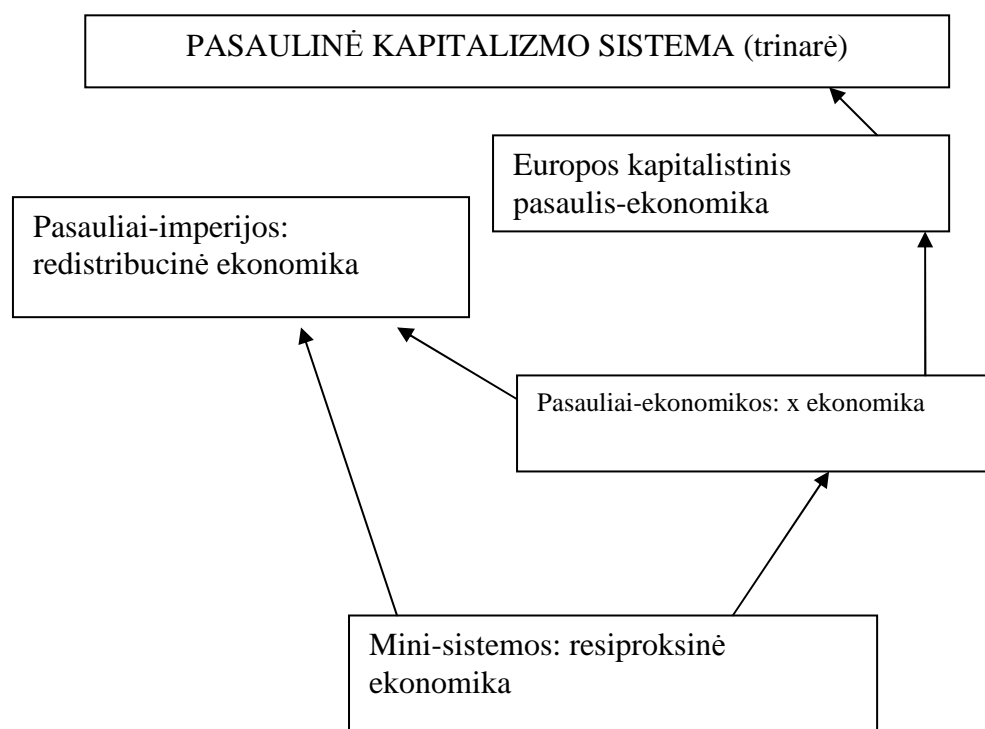 PASAULINĖ KAPITALIZMO SISTEMA (trinarė)
Europos kapitalistinis
pasaulis-ekonomika
Pasauliai-imperijos:
redistribucinė ekonomika
Pasauliai-ekonomikos: x ekonomika
Mini-sistemos: resiproksinė
ekonomika